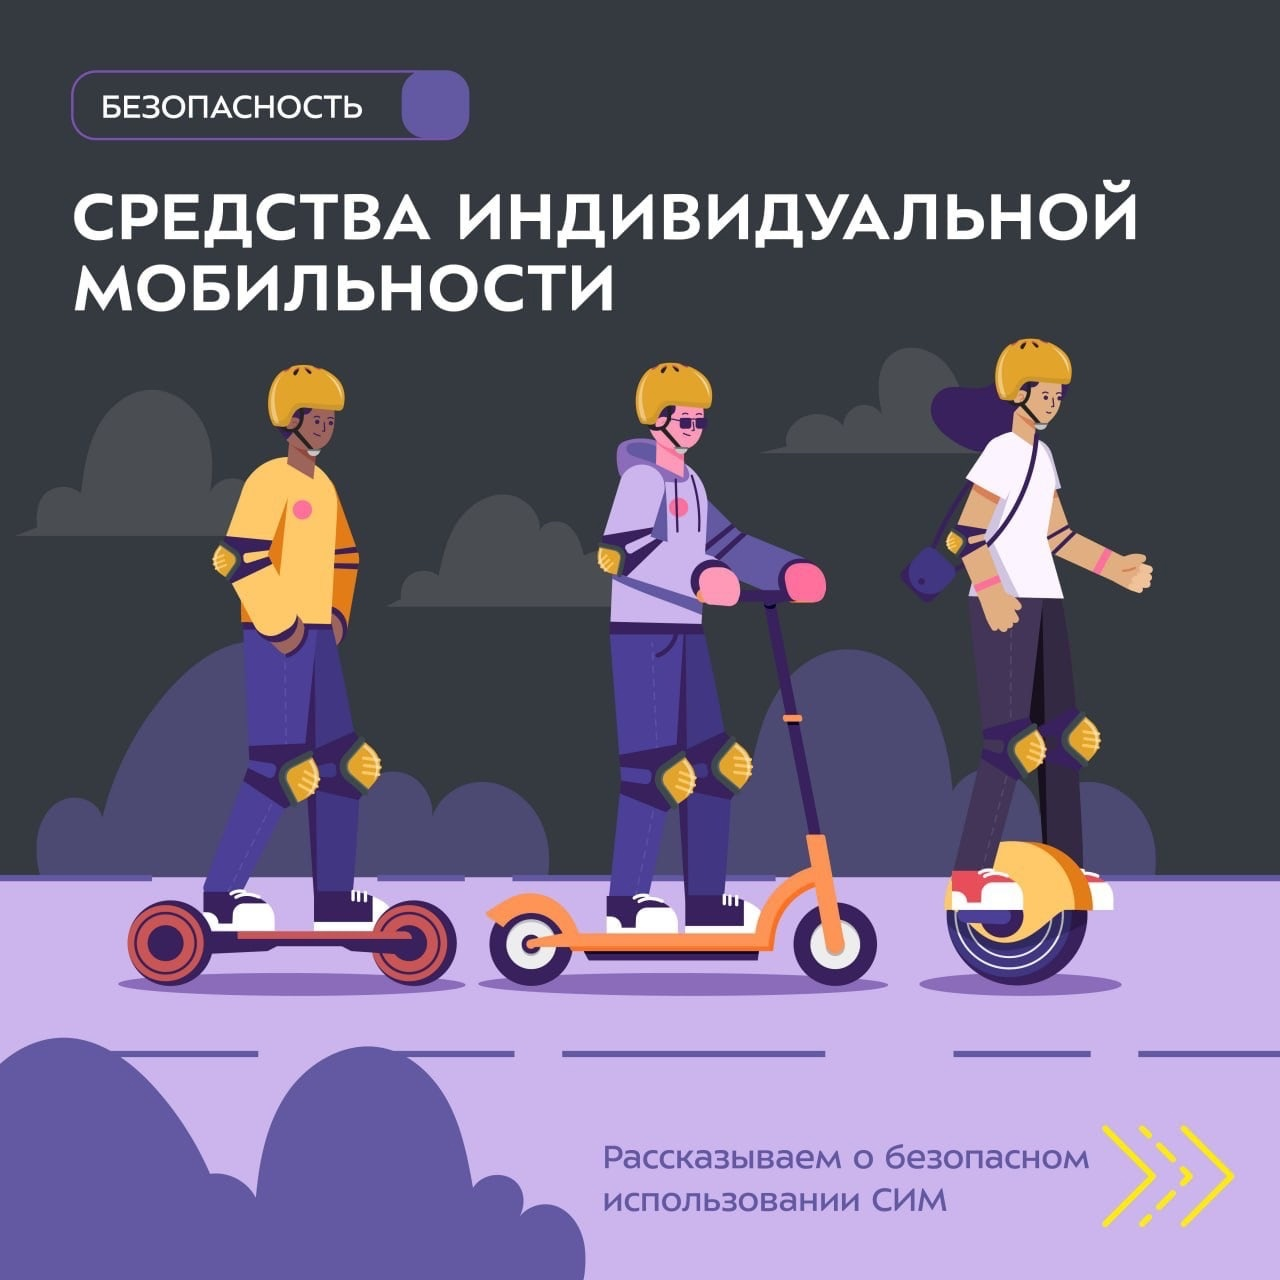 БЕЗОПАСНОСТЬ
СРЕДСТВА ИНДИВИДУАЛЬНОЙ
МОБИЛЬНОСТИ
Рассказываем о безопасном
использовании СИМ